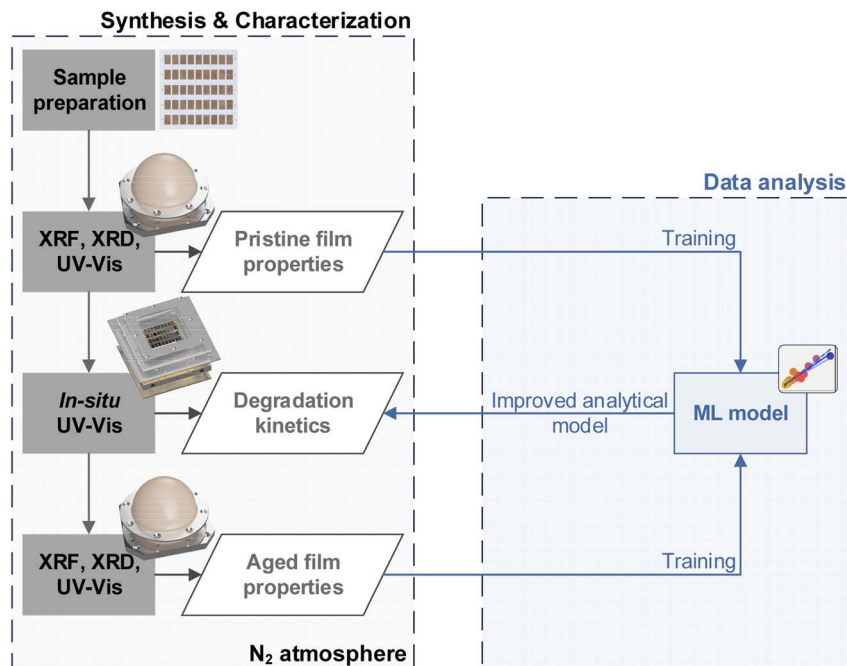 Synthesis & Characterization
Sample
preparation
Data analysis
XRF, XRD,
UV-Vis
Pristine film
properties
Training
In-situ
UV-Vis
Degradation
kinetics
Improved analytical
model
ML model
XRF, XRD,
UV-Vis
Aged film
properties
Training
N₂ atmosphere